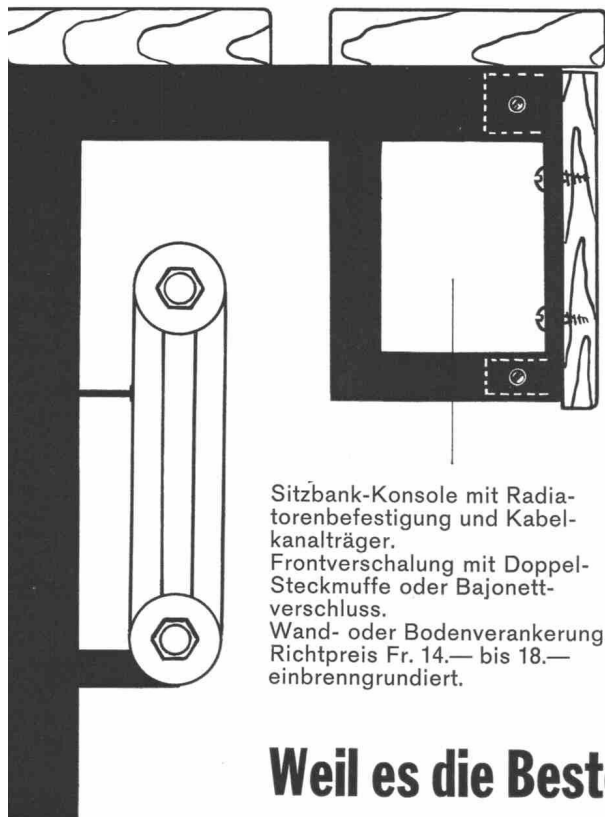 Sitzbank-Konsole mit Radia-
torenbefestigung und Kabel-
kanalträger.
Frontverschalung mit Doppel-
Steckmuffe oder Bajonett-
verschluss.
Wand- oder Bodenverankerung
Richtpreis Fr. 14.— bis 18.—
einbrenngrundiert.
Weil es die Beste